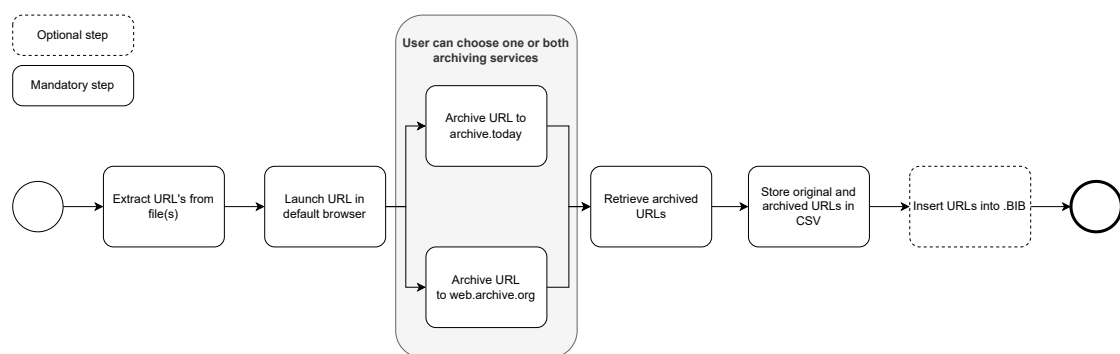 Optional step
Mandatory step
User can choose one or both
archiving services
Archive URL to
archive.today
Extract URL's from
file(s)
Launch URL in
default browser
Archive URL
to web.archive.org
Retrieve archived
URLs
Store original and
archived URLs in
CSV
Insert URLs into .BIB